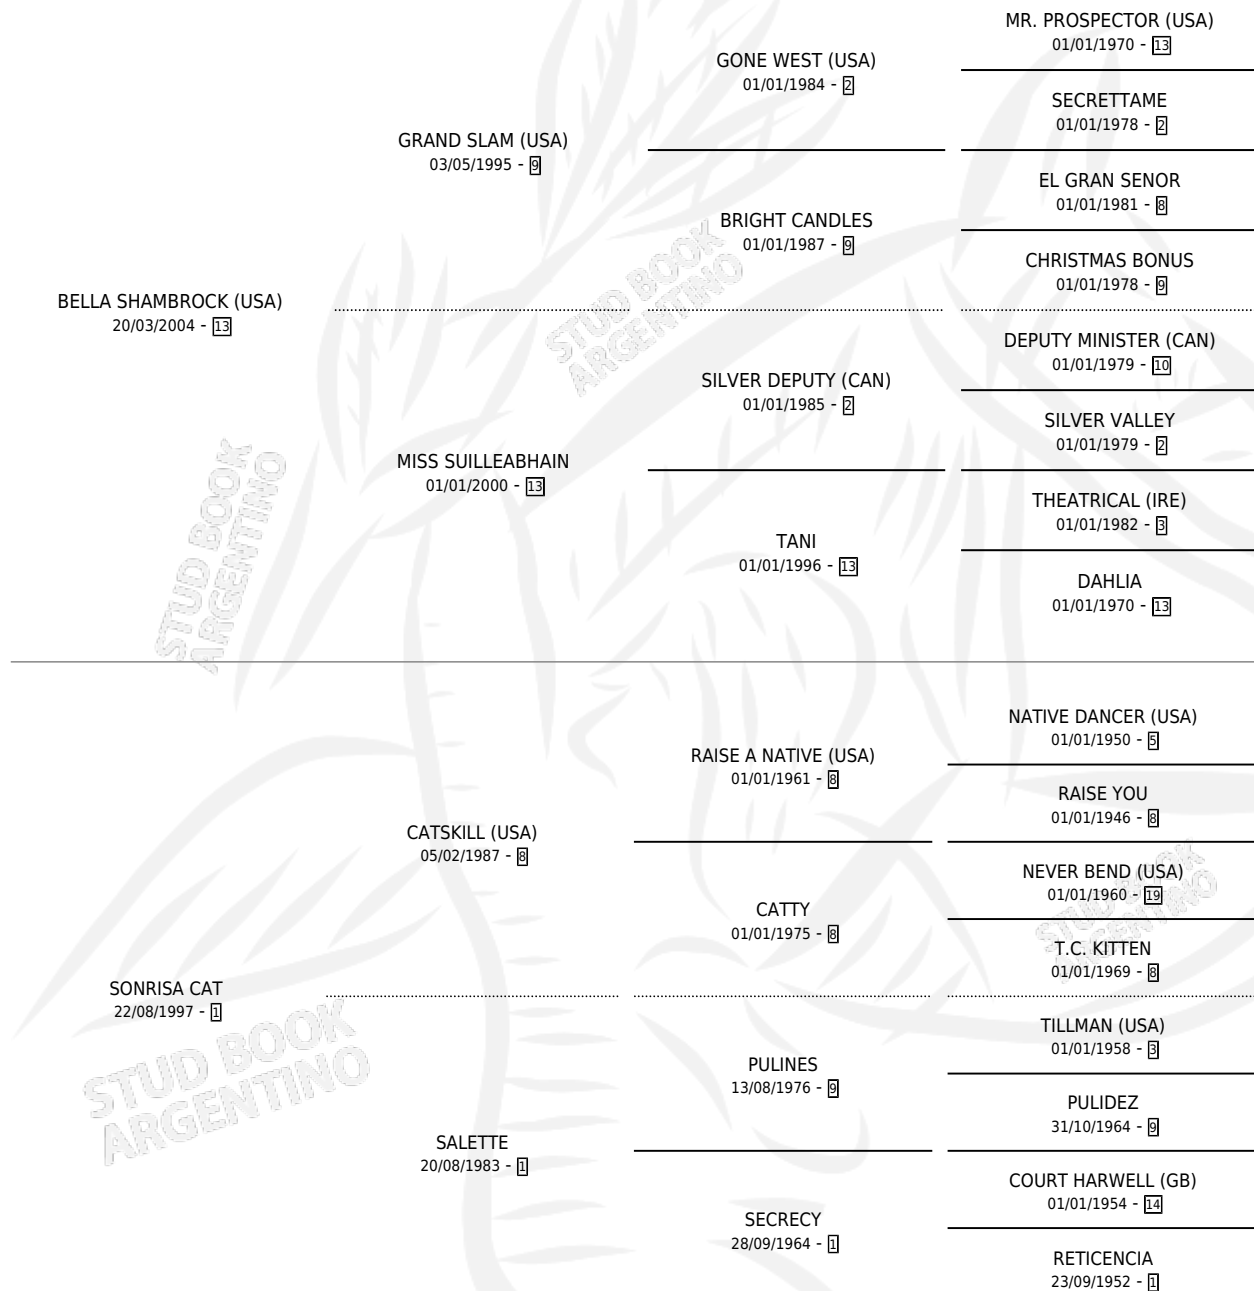 MR. PROSPECTOR (USA)
01/01/1970 - 13
GONE WEST (USA)
01/01/1984 - 2
SECRETTAME
01/01/1978 - 2
GRAND SLAM (USA)
03/05/1995 - 9
EL GRAN SENOR
01/01/1981 - 8
BRIGHT CANDLES
01/01/1987 - 9
CHRISTMAS BONUS
01/01/1978 - 9
BELLA SHAMBROCK (USA)
20/03/2004 - 13
STUD BOOK
ARGENTINO
DEPUTY MINISTER (CAN)
01/01/1979 - 10
SILVER DEPUTY (CAN)
01/01/1985 - 2
SILVER VALLEY
01/01/1979 - 2
MISS SUILLEABHAIN
01/01/2000 - 13
THEATRICAL (IRE)
01/01/1982 - 3
TANI
01/01/1996 - 13
DAHLIA
01/01/1970 - 13
STUD BOOK
ARGENTINO
NATIVE DANCER (USA)
01/01/1950 - 5
RAISE A NATIVE (USA)
01/01/1961 - 8
RAISE YOU
01/01/1946 - 8
CATSKILL (USA)
05/02/1987 - 8
NEVER BEND (USA)
01/01/1960 - 19
CATTY
01/01/1975 - 8
STUD BOOK
ARGENTINO
T.C. KITTEN
01/01/1969 - 8
SONRISA CAT
22/08/1997 - 1
TILLMAN (USA)
01/01/1958 - 3
PULINES
13/08/1976 - 9
STUD BOOK
ARGENTINO
PULIDEZ
31/10/1964 - 9
SALETTE
20/08/1983 - 1
COURT HARWELL (GB)
01/01/1954 - 14
SECRECY
28/09/1964 - 1
RETICENCIA
23/09/1952 - 1